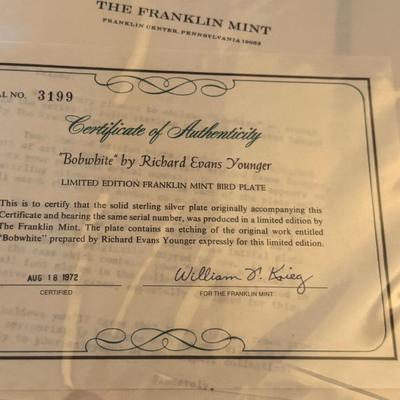 THE FRANKLIN MINT
FRANKLIN CENTER, PENNSYLVANIA 19063
AL NO. 3199
Certificate of Authenticity
"Bobwhite" by Richard Evans Younger
LIMITED EDITION FRANKLIN MINT BIRD PLATE
This is to certify that the solid sterling silver plate originally accompanying this
Certificate and bearing the same serial number, was produced in a limited edition by
The Franklin Mint. The plate contains an etching of the original work entitled
"Bobwhite" prepared by Richard Evans Younger expressly for this limited edition.
AUG 18 1972
William T. Krieg
CERTIFIED
FOR THE FRANKLIN MINT